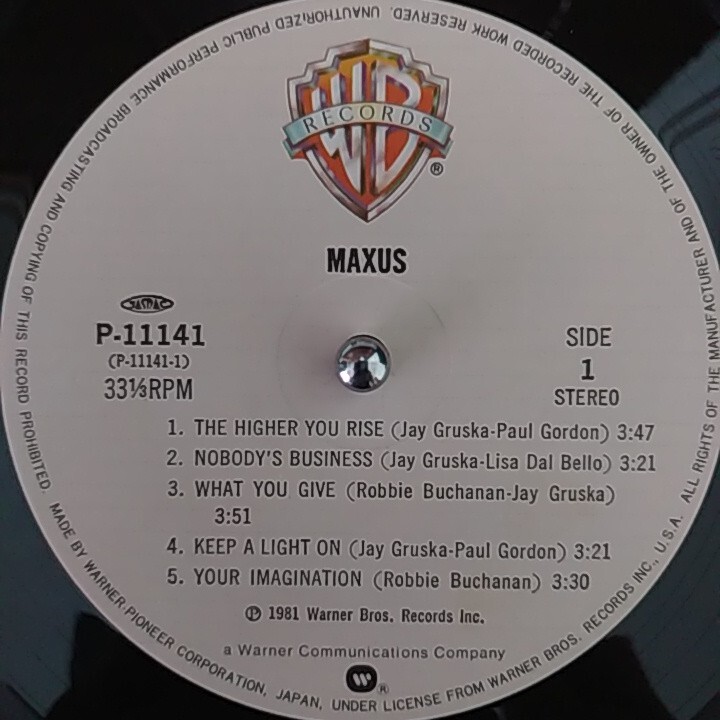 WB
RECORDS
®
MAXUS
JASRAC
P-11141
(P-11141-1)
33⅓RPM
SIDE
1
STEREO
1. THE HIGHER YOU RISE (Jay Gruska-Paul Gordon) 3:47
2. NOBODY'S BUSINESS (Jay Gruska-Lisa Dal Bello) 3:21
3. WHAT YOU GIVE (Robbie Buchanan-Jay Gruska)
3:51
4. KEEP A LIGHT ON (Jay Gruska-Paul Gordon) 3:21
5. YOUR IMAGINATION (Robbie Buchanan) 3:30
℗ 1981 Warner Bros. Records Inc.
a Warner Communications Company
W ®
MADE BY WARNER-PIONEER CORPORATION, JAPAN, UNDER LICENSE FROM WARNER BROS. RECORDS INC., U.S.A. ALL RIGHTS OF THE MANUFACTURER AND OF THE OWNER OF THE RECORDED WORK RESERVED. UNAUTHORIZED PUBLIC PERFORMANCE BROADCASTING AND COPYING OF THIS RECORD PROHIBITED.